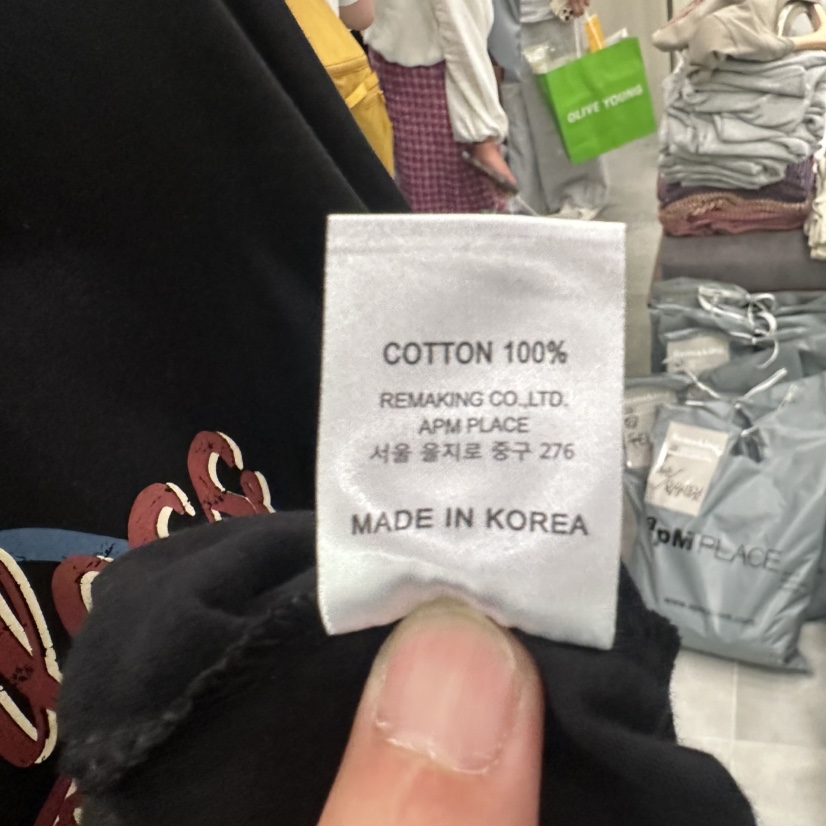 OLIVE YOUNG
COTTON 100%
REMAKING CO.,LTD.
APM PLACE
서울 을지로 중구 276
MADE IN KOREA
apM PLACE